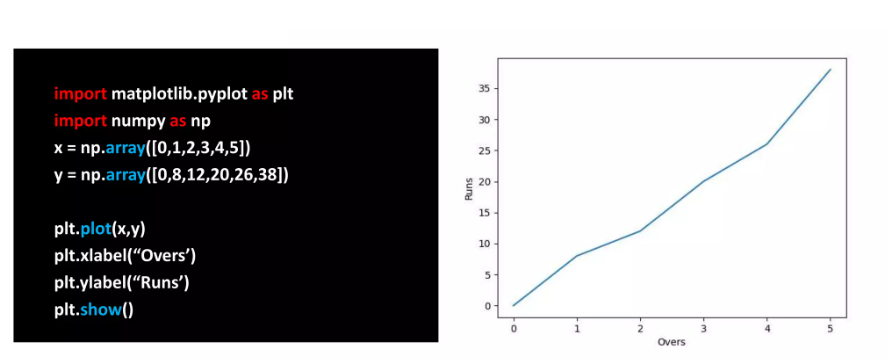 import matplotlib.pyplot as plt
import numpy as np
x = np.array([0,1,2,3,4,5])
y = np.array([0,8,12,20,26,38])
plt.plot(x,y)
plt.xlabel(“Overs’)
plt.ylabel(“Runs’)
plt.show()
35
30
25
20
15
10
5
0
Runs
0 1 2 3 4 5
Overs